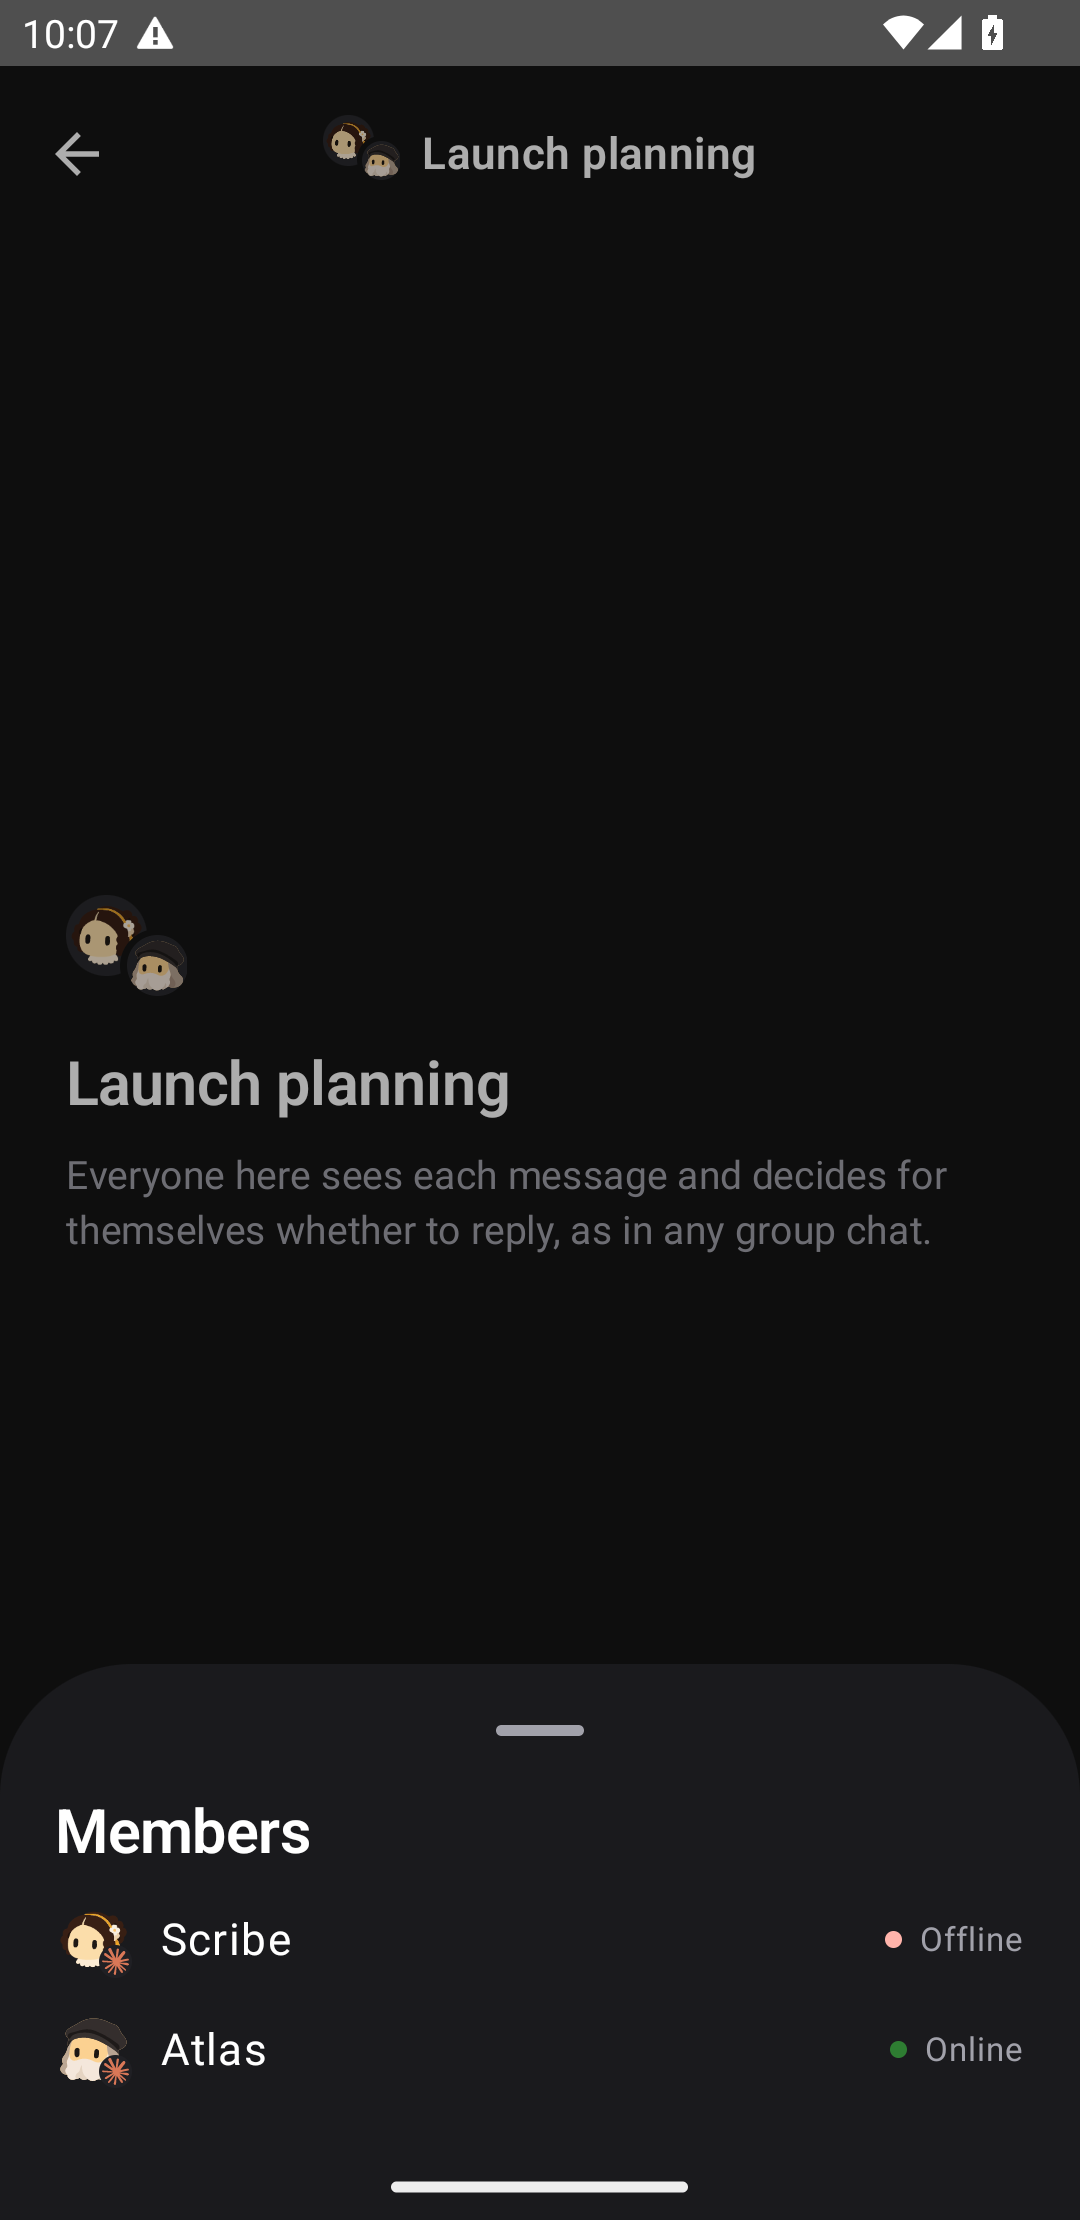 10:07
Launch planning
Launch planning
Everyone here sees each message and decides for
themselves whether to reply, as in any group chat.
Members
Scribe
Offline
Atlas
Online